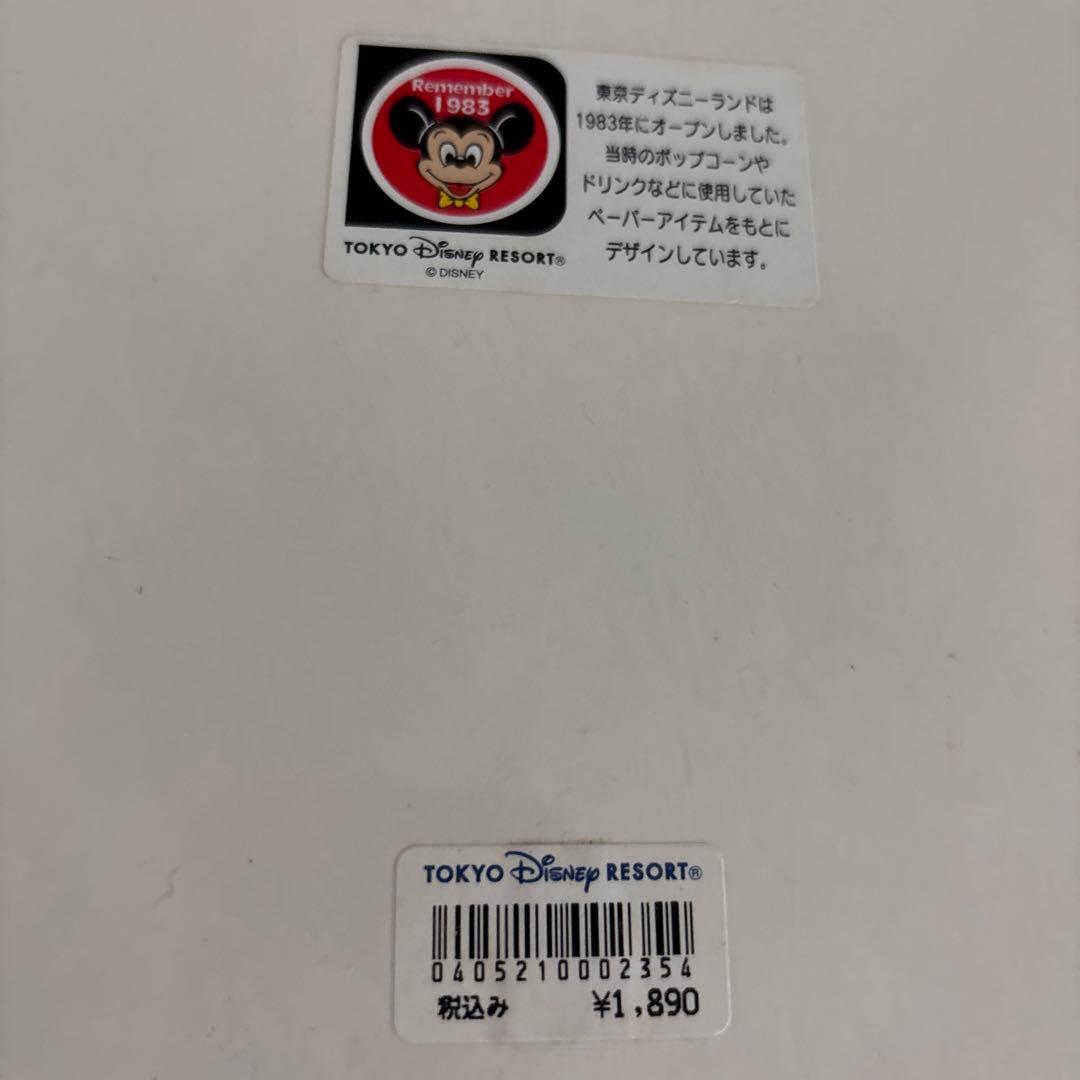 Remember
1983
TOKYO Disney RESORT®
© DISNEY
東京ディズニーランドは
1983年にオープンしました。
当時のポップコーンや
ドリンクなどに使用していた
ペーパーアイテムをもとに
デザインしています。
TOKYO Disney RESORT®
0405210002354
税込み ¥1,890